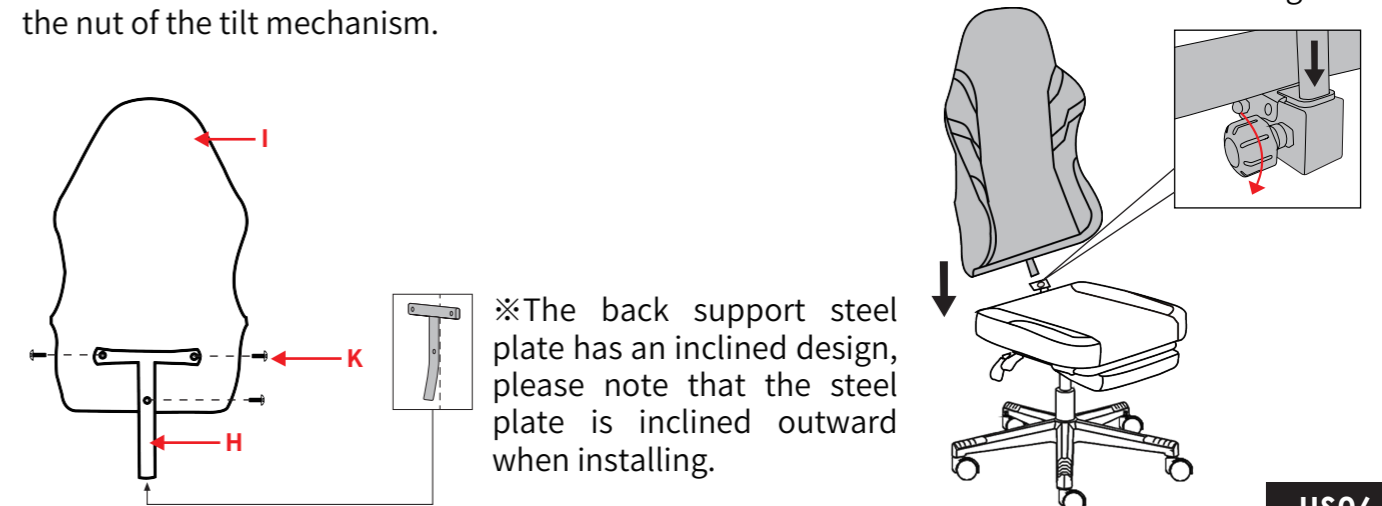 the nut of the tilt mechanism.
I
K
H
※The back support steel
plate has an inclined design,
please note that the steel
plate is inclined outward
when installing.